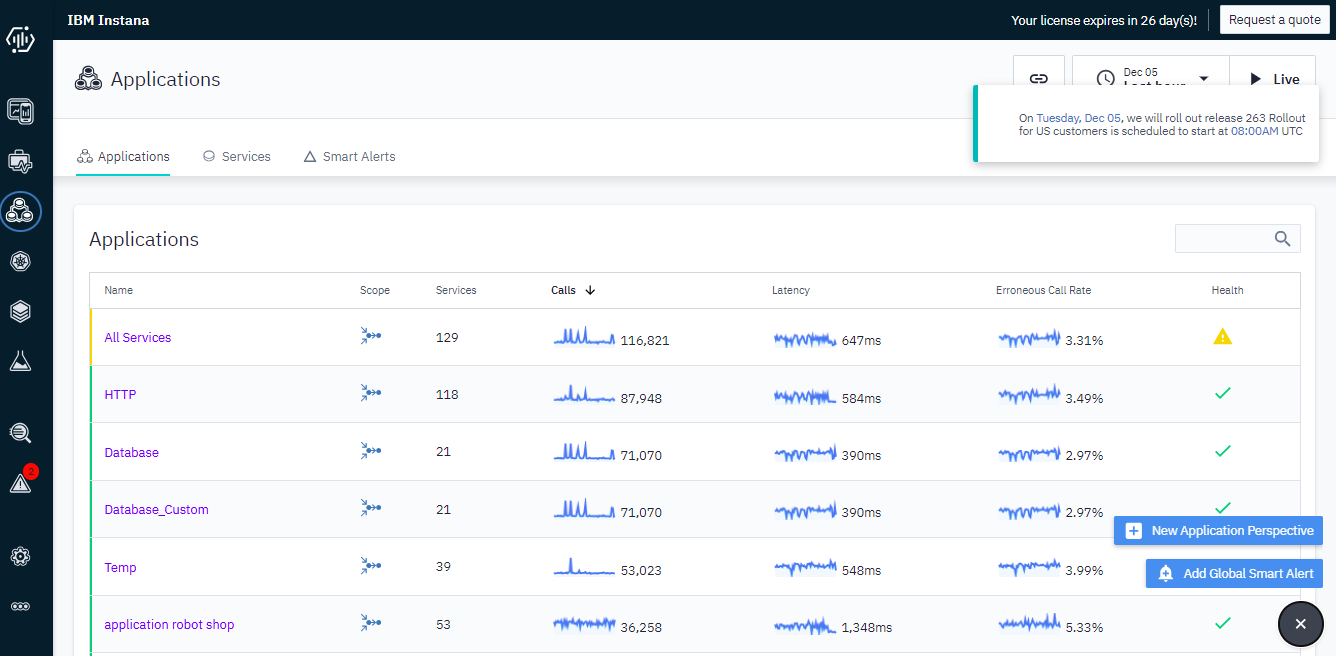 IBM Instana
Your license expires in 26 day(s)!
Request a quote
Applications
Dec 05
Last hour
Live
On Tuesday, Dec 05, we will roll out release 263 Rollout
for US customers is scheduled to start at 08:00AM UTC
Applications
Services
Smart Alerts
Applications
Name Scope Services Calls Latency Erroneous Call Rate Health
All Services 129 116,821 647ms 3.31%
HTTP 118 87,948 584ms 3.49%
Database 21 71,070 390ms 2.97%
Database_Custom 21 71,070 390ms 2.97%
New Application Perspective
Temp 39 53,023 548ms 3.99%
Add Global Smart Alert
application robot shop 53 36,258 1,348ms 5.33%
2